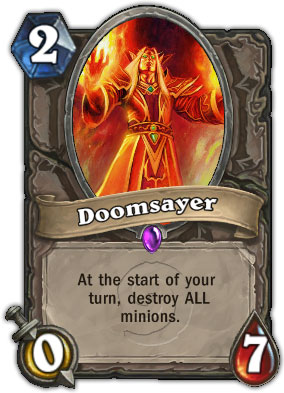 2
Doomsayer
At the start of your
turn, destroy ALL
minions.
0
7